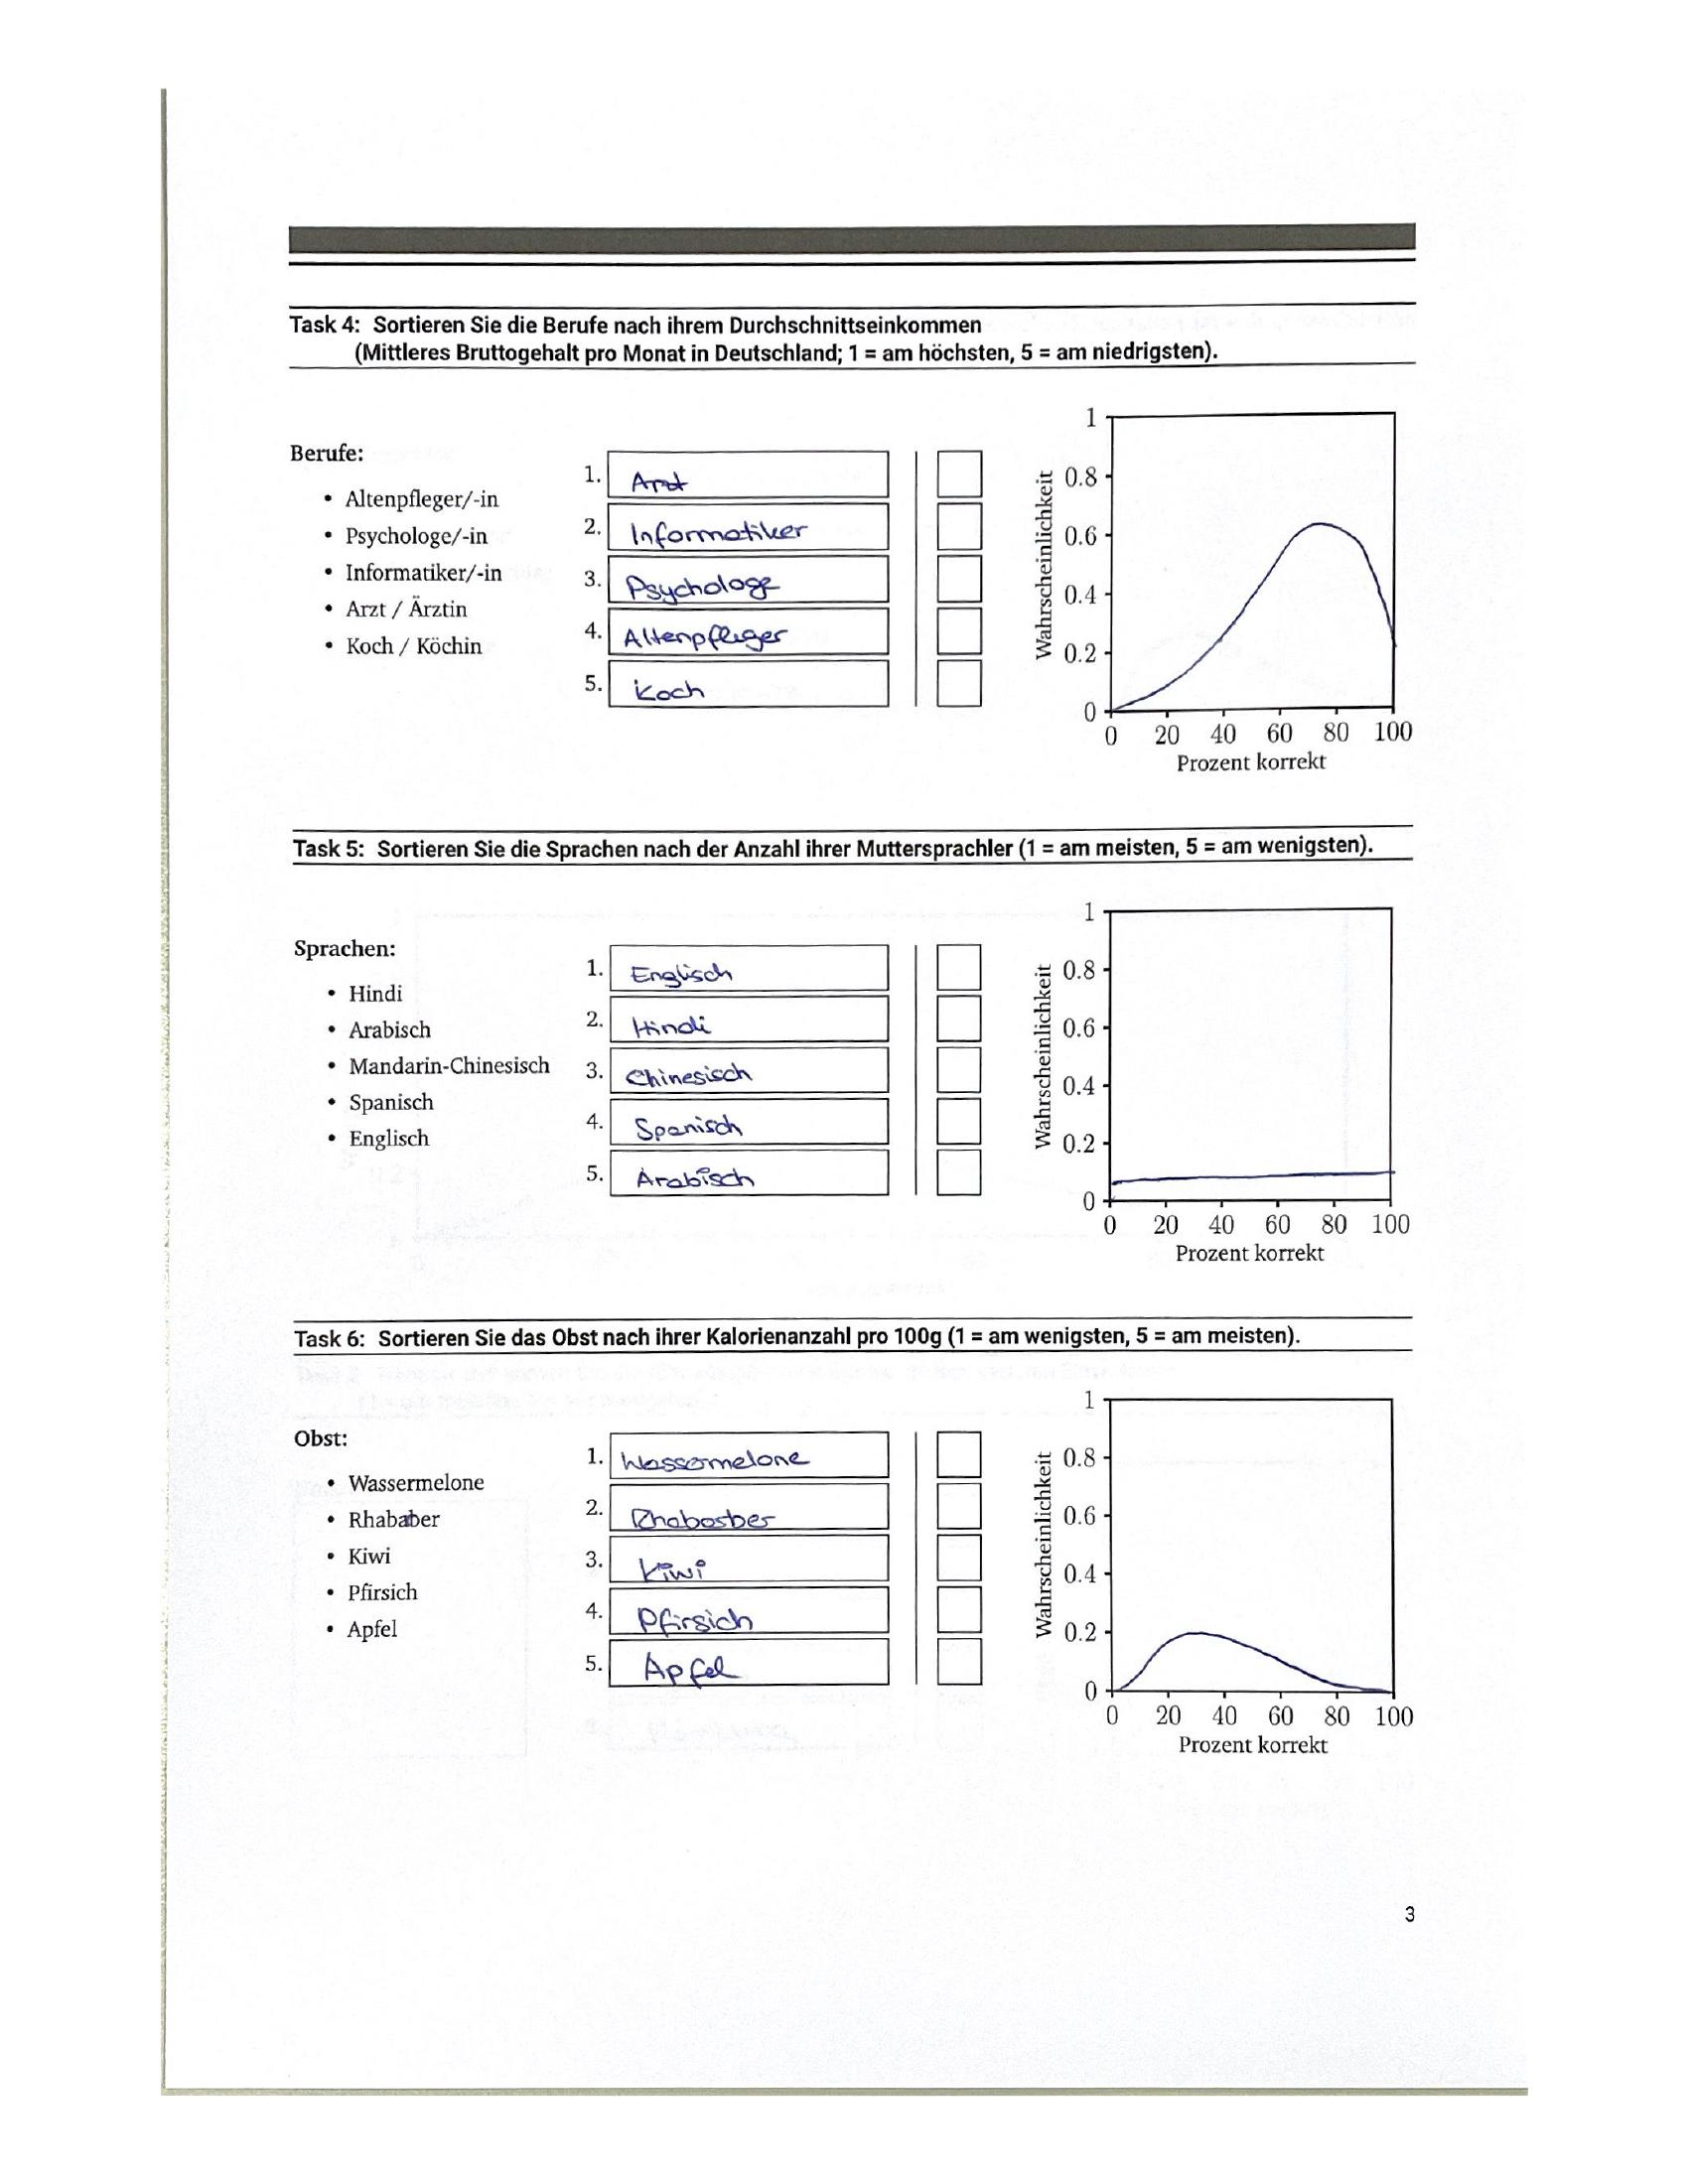 Task 4: Sortieren Sie die Berufe nach ihrem Durchschnittseinkommen
(Mittleres Bruttogehalt pro Monat in Deutschland; 1 = am höchsten, 5 = am niedrigsten).
Berufe:
• Altenpfleger/-in
• Psychologe/-in
• Informatiker/-in
• Arzt / Ärztin
• Koch / Köchin
1. Arzt
2. Informatiker
3. Psychologe
4. Altenpfleger
5. Koch
Wahrscheinlichkeit
1
0.8
0.6
0.4
0.2
0
0 20 40 60 80 100
Prozent korrekt
Task 5: Sortieren Sie die Sprachen nach der Anzahl ihrer Muttersprachler (1 = am meisten, 5 = am wenigsten).
Sprachen:
• Hindi
• Arabisch
• Mandarin-Chinesisch
• Spanisch
• Englisch
1. Englisch
2. Hindi
3. Chinesisch
4. Spanisch
5. Arabisch
Wahrscheinlichkeit
1
0.8
0.6
0.4
0.2
0
0 20 40 60 80 100
Prozent korrekt
Task 6: Sortieren Sie das Obst nach ihrer Kalorienanzahl pro 100g (1 = am wenigsten, 5 = am meisten).
Obst:
• Wassermelone
• Rhababer
• Kiwi
• Pfirsich
• Apfel
1. Wassermelone
2. Rhabarber
3. Kiwi
4. Pfirsich
5. Apfel
Wahrscheinlichkeit
1
0.8
0.6
0.4
0.2
0
0 20 40 60 80 100
Prozent korrekt
3